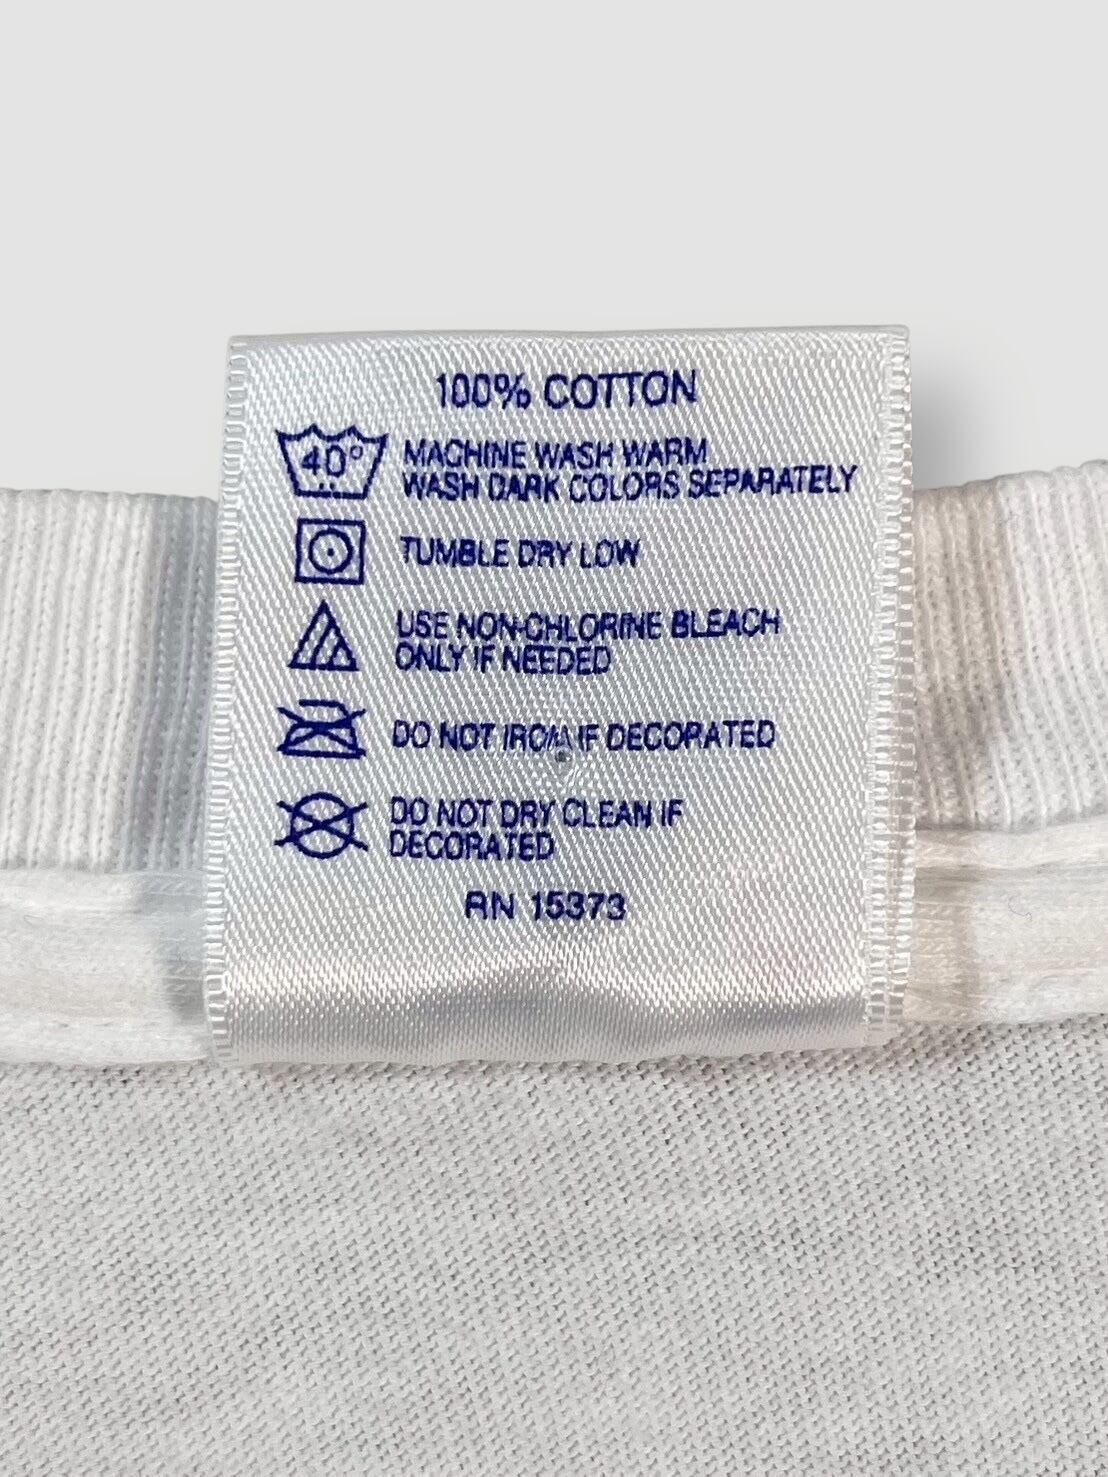 100% COTTON
40°
MACHINE WASH WARM
WASH DARK COLORS SEPARATELY
TUMBLE DRY LOW
USE NON-CHLORINE BLEACH
ONLY IF NEEDED
DO NOT IRON IF DECORATED
DO NOT DRY CLEAN IF
DECORATED
RN 15373